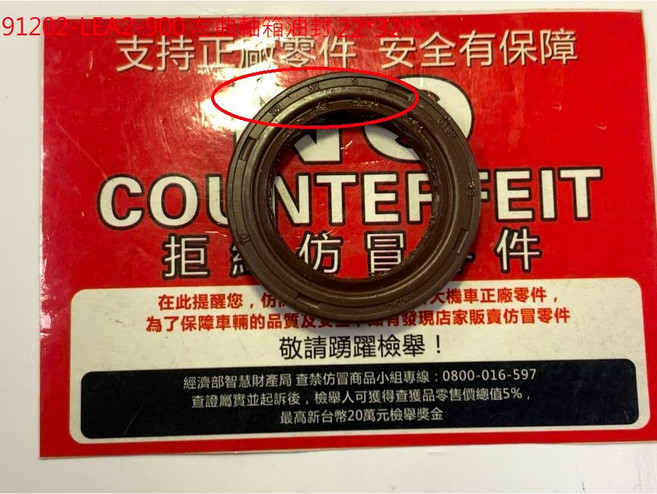 91202-LEA2-900
支持正廠零件 安全有保障
NO
COUNTERFEIT
拒 仿冒 件
在此提醒您，仿 大機車正廠零件，
為了保障車輛的品質及安 發現店家販賣仿冒零件
敬請踴躍檢舉！
經濟部智慧財產局 查禁仿冒商品小組專線：0800-016-597
查證屬實並起訴後，檢舉人可獲得查獲品零售價總值5%，
最高新台幣20萬元檢舉獎金